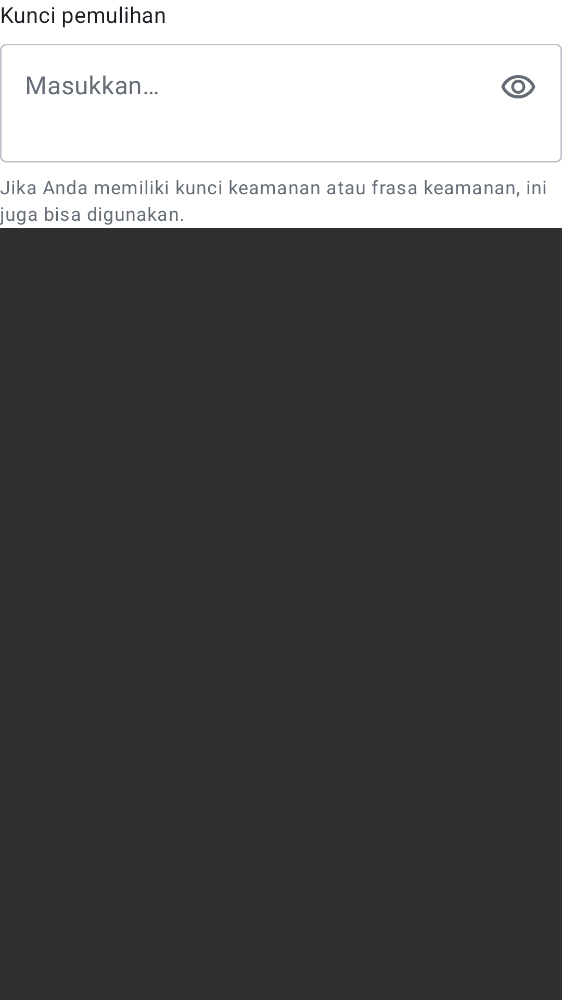 Kunci pemulihan
Masukkan…
Jika Anda memiliki kunci keamanan atau frasa keamanan, ini
juga bisa digunakan.